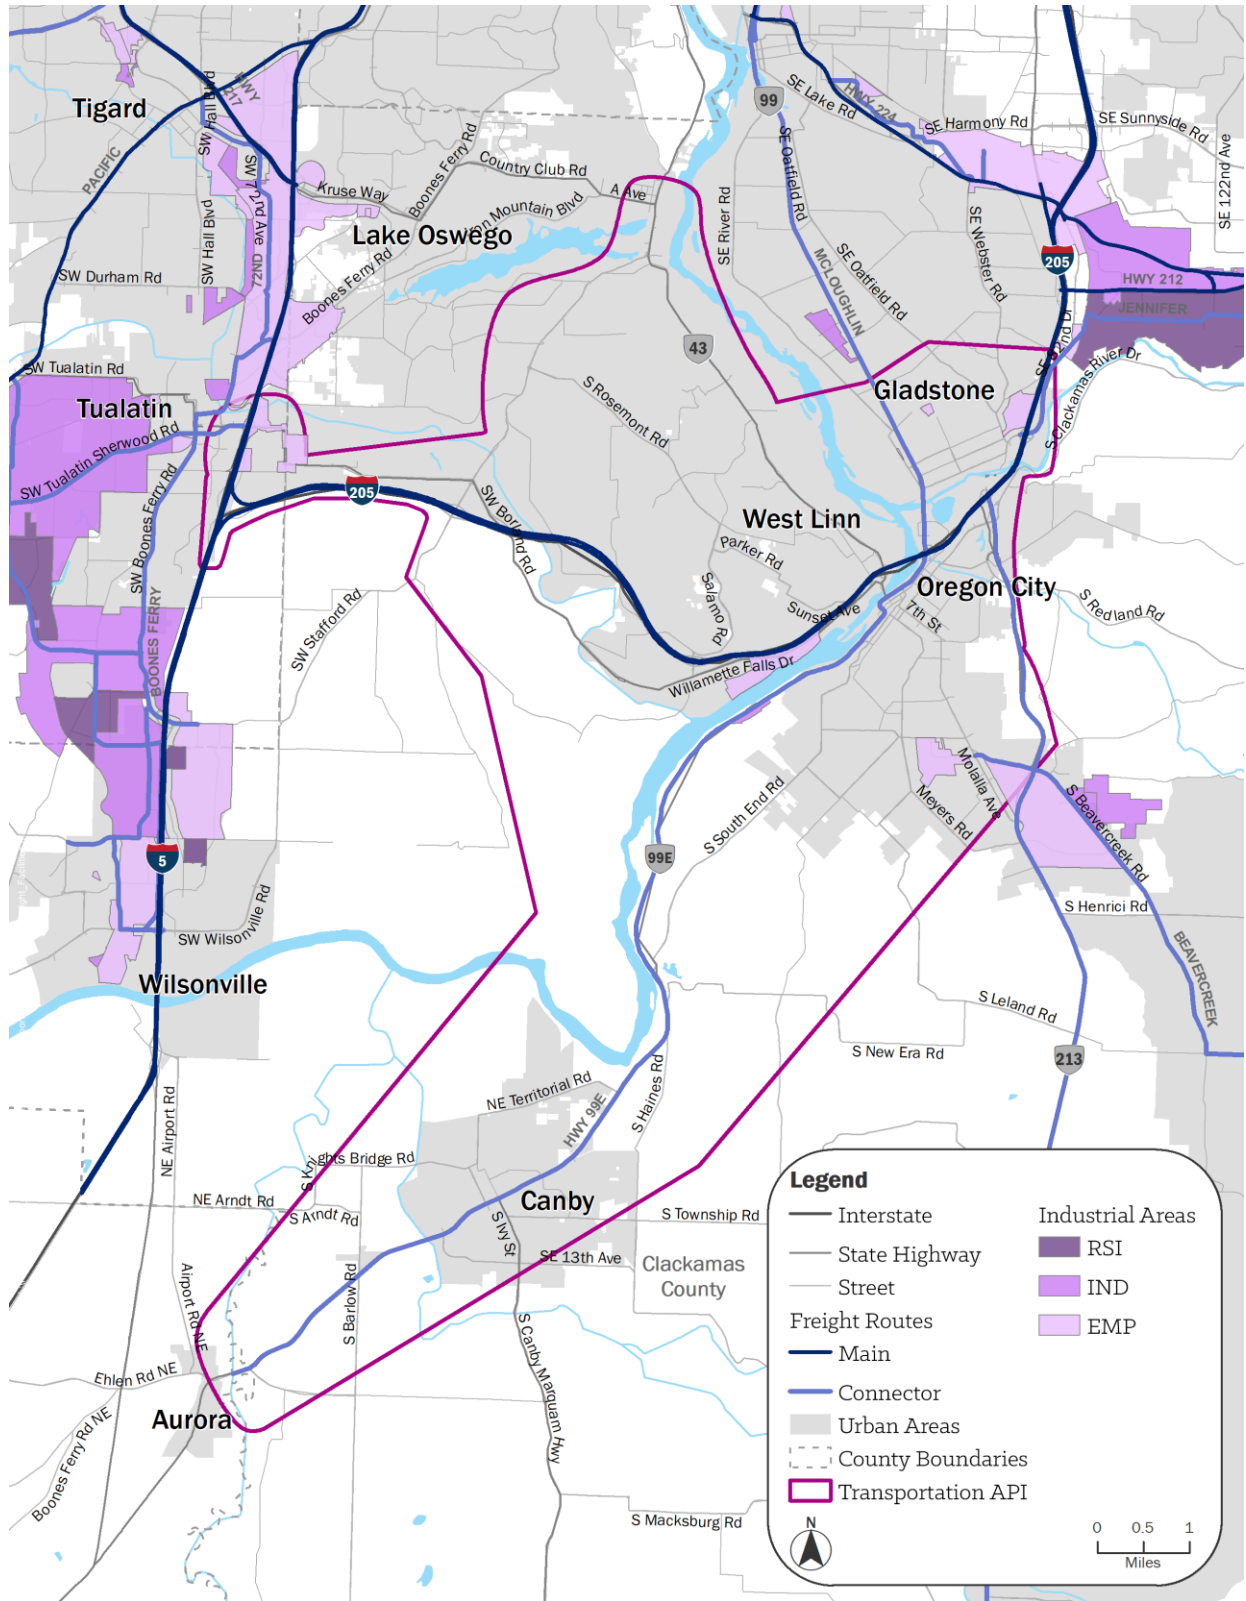 Tigard
SW Hall Blvd
HWY
217
PACIFIC
SW 72nd Ave
72ND
SW Hall Blvd
SW Durham Rd
Kruse Way
Boones Ferry Rd
Country Club Rd
A Ave
Iron Mountain Blvd
Lake Oswego
Boones Ferry Rd
99
SE Lake Rd
HWY 224
SE Harmony Rd
SE Sunnyside Rd
SE 122nd Ave
SE Oatfield Rd
SE River Rd
SE Webster Rd
SE Oatfield Rd
MCLOUGHLIN
205
HWY 212
JENNIFER
SE 82nd Dr
S Clackamas River Dr
43
Gladstone
SW Tualatin Rd
Tualatin
SW Tualatin Sherwood Rd
SW Boones Ferry Rd
S Rosemont Rd
205
SW Borland Rd
West Linn
Parker Rd
Salamo Rd
Sunset Ave
Oregon City
7th St
S Redland Rd
SW Stafford Rd
BOONES FERRY
Willamette Falls Dr
Molalla Ave
Meyers Rd
S Beavercreek Rd
S South End Rd
5
99E
S Henrici Rd
SW Wilsonville Rd
BEAVERCREEK
Wilsonville
S Leland Rd
S New Era Rd
213
NE Airport Rd
NE Territorial Rd
HWY 99E
S Haines Rd
S Knights Bridge Rd
NE Arndt Rd
S Arndt Rd
Canby
S Ivy St
S Township Rd
SE 13th Ave
Clackamas
County
Airport Rd NE
S Barlow Rd
S Canby Marquam Hwy
Ehlen Rd NE
Aurora
Boones Ferry Rd NE
S Macksburg Rd
Legend
Interstate
State Highway
Street
Freight Routes
Main
Connector
Urban Areas
County Boundaries
Transportation API
Industrial Areas
RSI
IND
EMP
N
0 0.5 1
Miles